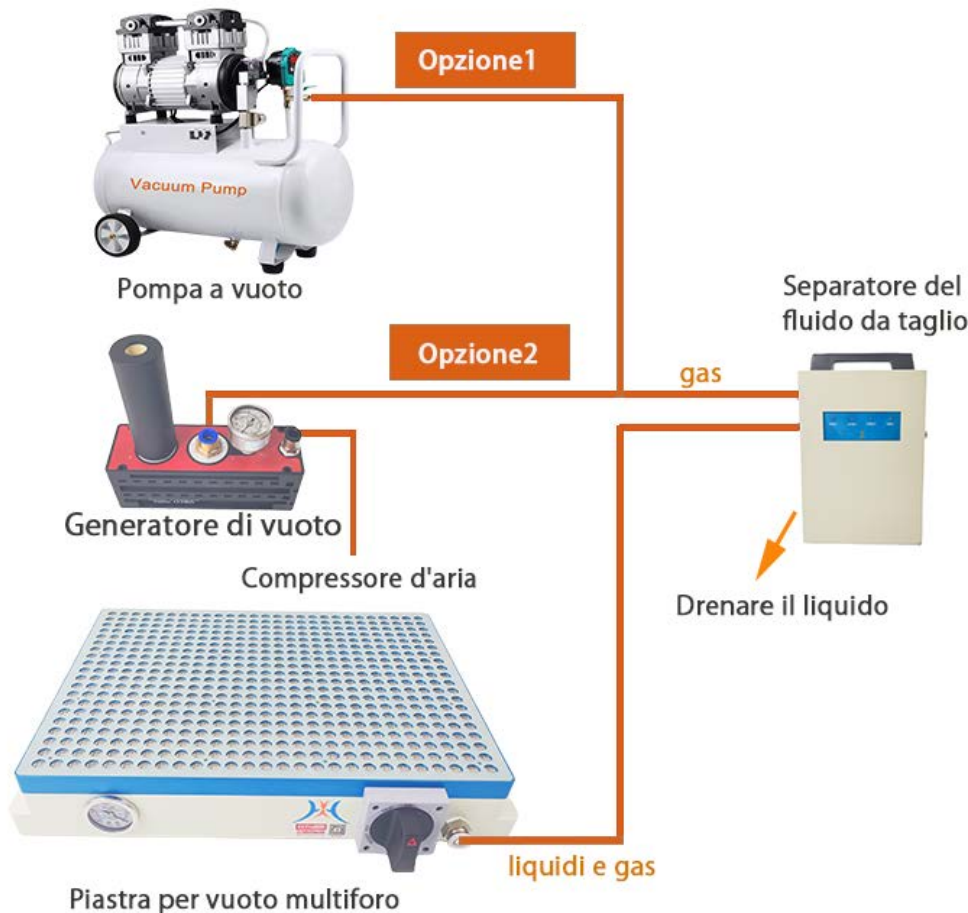 Opzione1
Vacuum Pump
Pompa a vuoto
Separatore del
fluido da taglio
Opzione2
gas
Generatore di vuoto
Compressore d'aria
Drenare il liquido
liquidi e gas
Piastra per vuoto multiforo